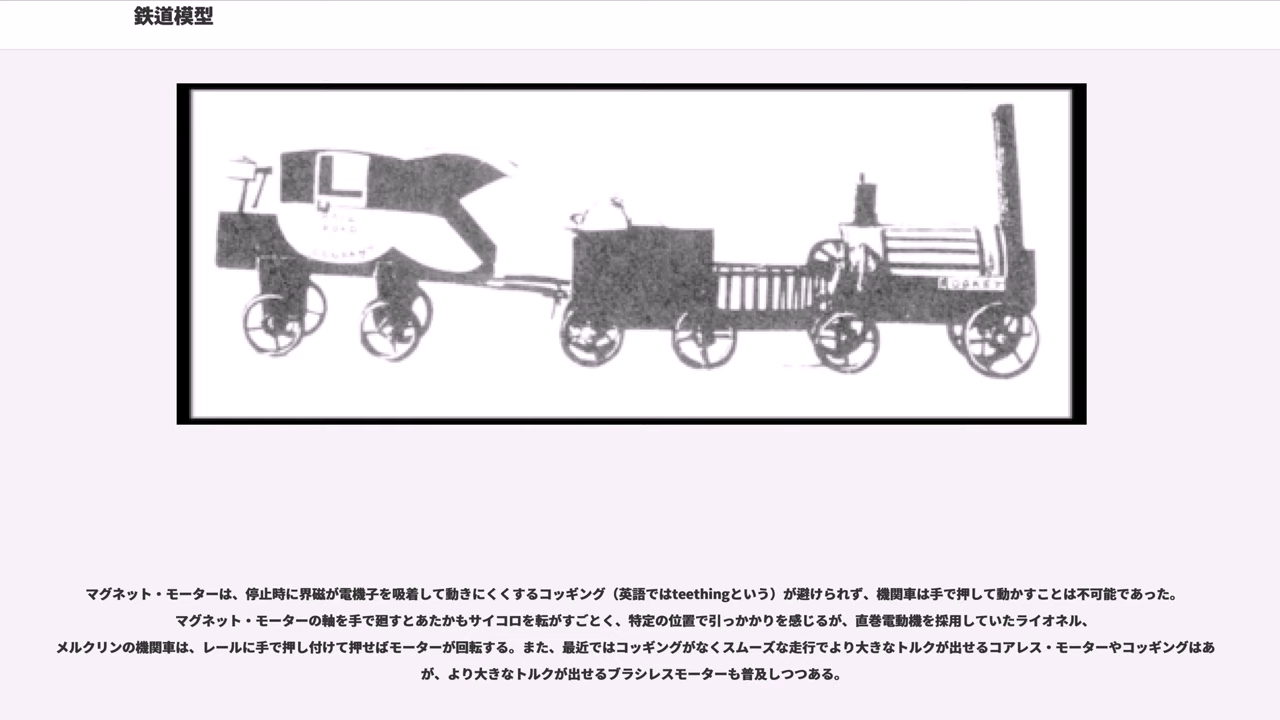 鉄道模型
マグネット・モーターは、停止時に界磁が電機子を吸着して動きにくくするコッギング（英語ではteethingという）が避けられず、機関車は手で押して動かすことは不可能であった。
マグネット・モーターの軸を手で廻すとあたかもサイコロを転がすごとく、特定の位置で引っかかりを感じるが、直巻電動機を採用していたライオネル、
メルクリンの機関車は、レールに手で押し付けて押せばモーターが回転する。また、最近ではコッギングがなくスムーズな走行でより大きなトルクが出せるコアレス・モーターやコッギングはあ
が、より大きなトルクが出せるブラシレスモーターも普及しつつある。